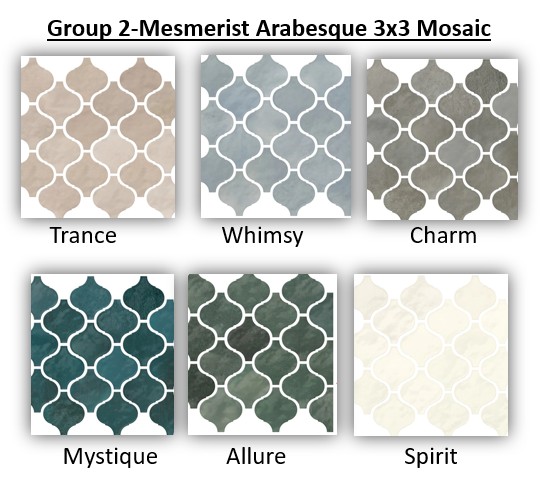 Group 2-Mesmerist Arabesque 3x3 Mosaic
Trance Whimsy Charm
Mystique Allure Spirit